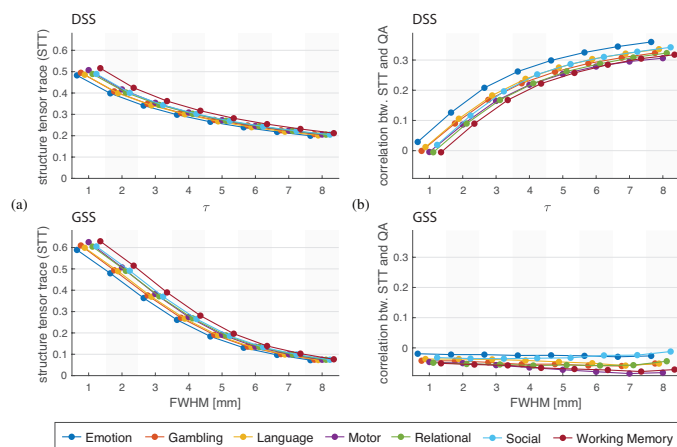 DSS
DSS
structure tensor trace (STT)
0.6
0.5
0.4
0.3
0.2
0.1
0
1 2 3 4 5 6 7 8
τ
correlation btw. STT and QA
0.3
0.2
0.1
0
1 2 3 4 5 6 7 8
τ
(a)
(b)
GSS
GSS
structure tensor trace (STT)
0.6
0.5
0.4
0.3
0.2
0.1
0
1 2 3 4 5 6 7 8
FWHM [mm]
correlation btw. STT and QA
0.3
0.2
0.1
0
1 2 3 4 5 6 7 8
FWHM [mm]
Emotion Gambling Language Motor Relational Social Working Memory